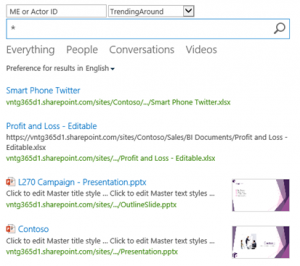 ME or Actor ID TrendingAround
*
Everything People Conversations Videos
Preference for results in English
Smart Phone Twitter
vntg365d1.sharepoint.com/sites/Contoso/.../Smart Phone Twitter.xlsx
Profit and Loss - Editable
https://vntg365d1.sharepoint.com/sites/Contoso/Sales/BI Documents/Profit and Loss -
Editable.xlsx
vntg365d1.sharepoint.com/sites/.../Profit and Loss - Editable.xlsx
L270 Campaign - Presentation.pptx
Click to edit Master title style ... Click to edit Master text styles ...
vntg365d1.sharepoint.com/sites/.../OutlineSlide.pptx
Contoso
Click to edit Master title style ... Click to edit Master text styles ...
vntg365d1.sharepoint.com/sites/.../Presentation.pptx